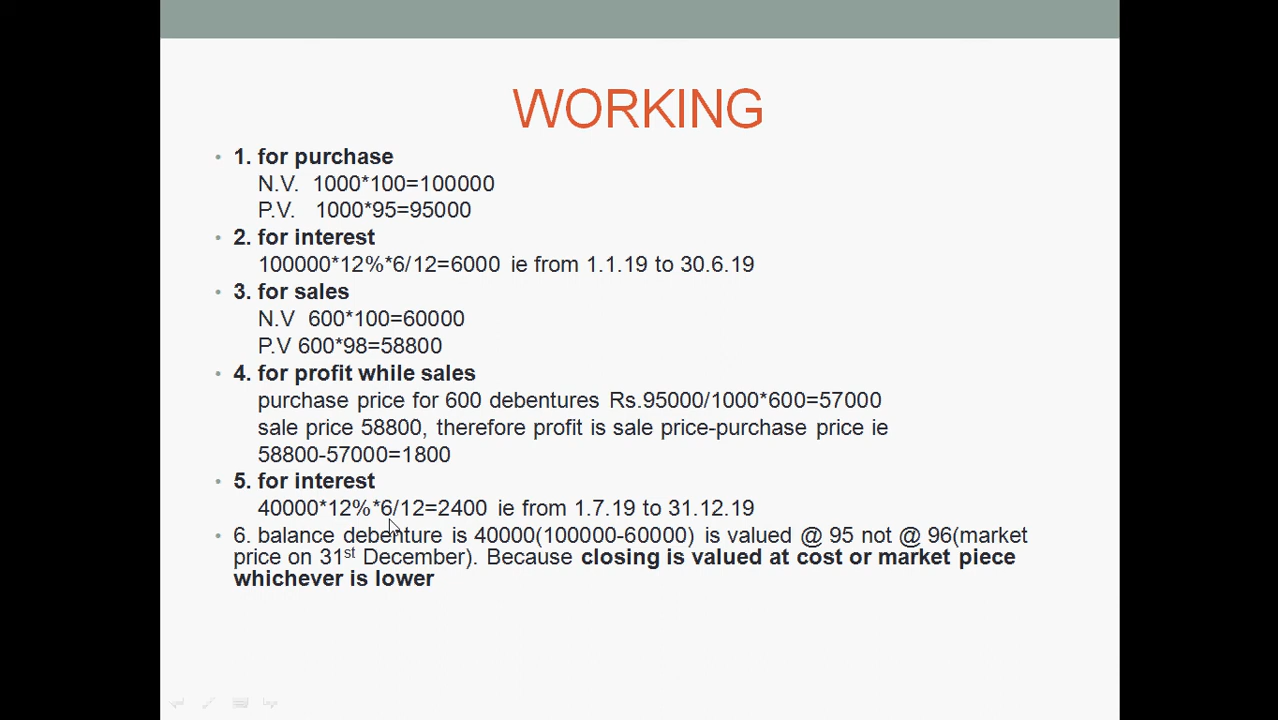 WORKING
• 1. for purchase
N.V. 1000*100=100000
P.V. 1000*95=95000
• 2. for interest
100000*12%*6/12=6000 ie from 1.1.19 to 30.6.19
• 3. for sales
N.V 600*100=60000
P.V 600*98=58800
• 4. for profit while sales
purchase price for 600 debentures Rs.95000/1000*600=57000
sale price 58800, therefore profit is sale price-purchase price ie
58800-57000=1800
• 5. for interest
40000*12%*6/12=2400 ie from 1.7.19 to 31.12.19
• 6. balance debenture is 40000(100000-60000) is valued @ 95 not @ 96(market
price on 31st December). Because closing is valued at cost or market piece
whichever is lower